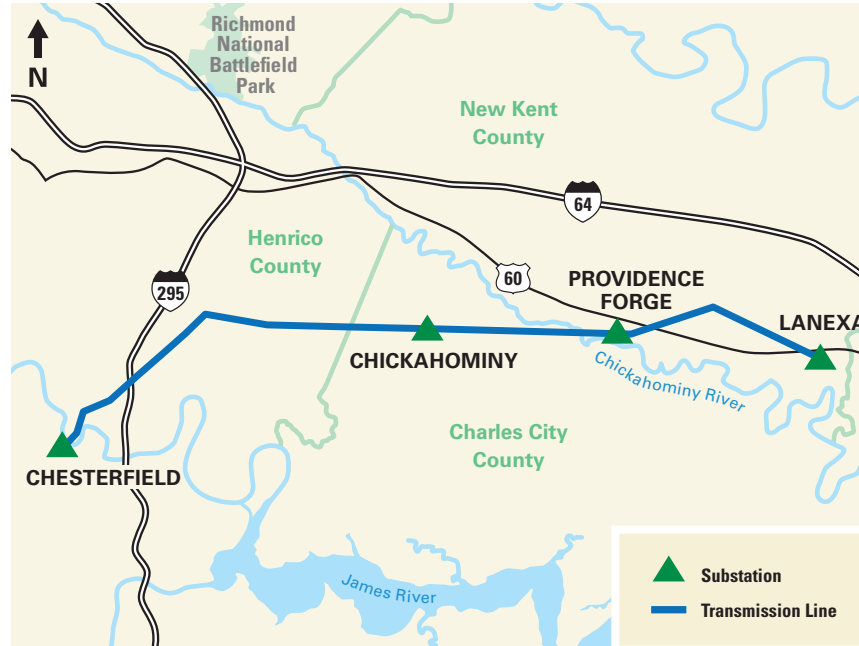 Richmond
National
Battlefield
Park
N
New Kent
County
64
Henrico
County
295
60
PROVIDENCE
FORGE
LANEXA
CHICKAHOMINY
Chickahominy River
Charles City
County
CHESTERFIELD
James River
Substation
Transmission Line